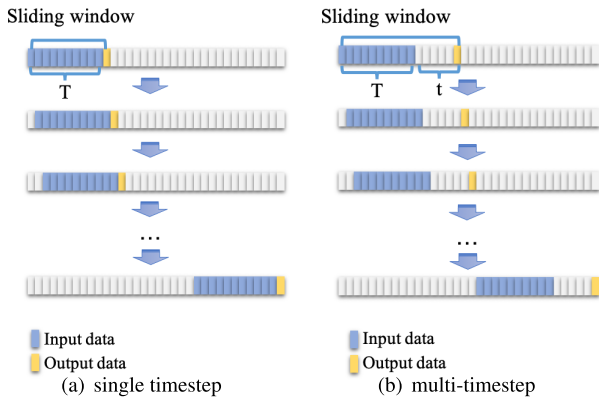 Sliding window
T
...
Input data
Output data
(a) single timestep
Sliding window
T
t
...
Input data
Output data
(b) multi-timestep